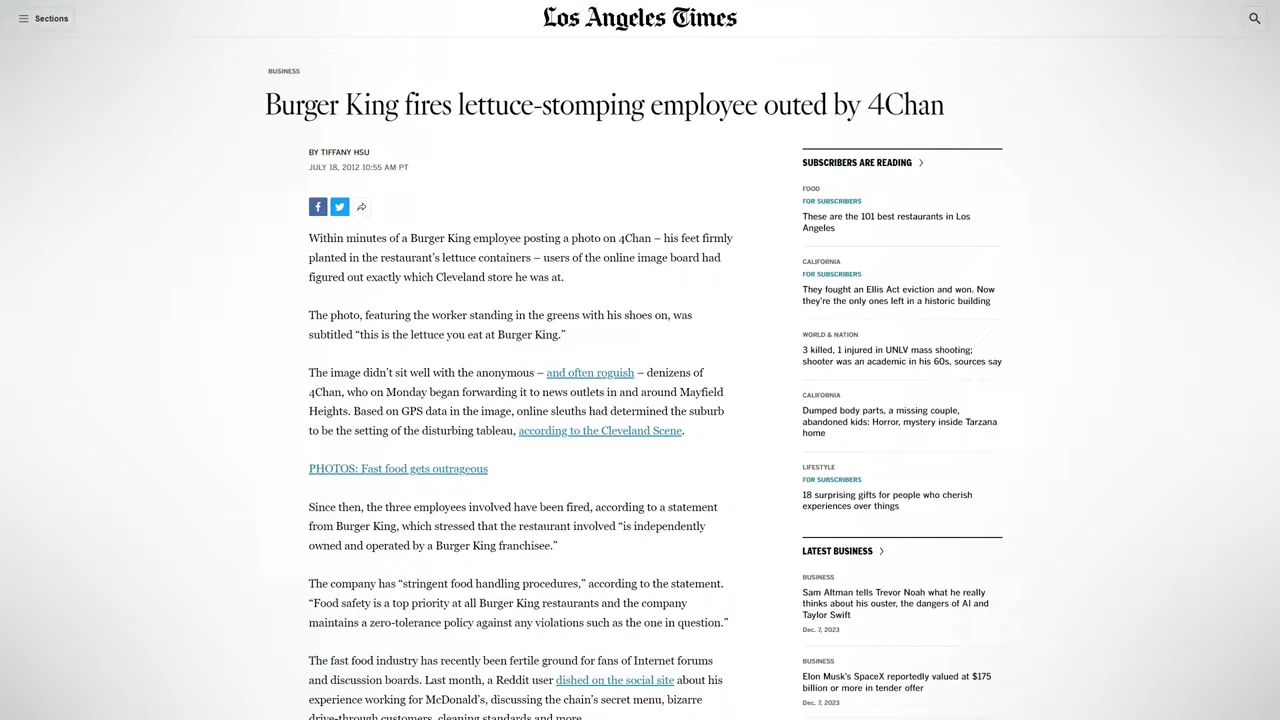 Sections
Los Angeles Times
BUSINESS
Burger King fires lettuce-stomping employee outed by 4Chan
BY TIFFANY HSU
JULY 18, 2012 10:55 AM PT
Within minutes of a Burger King employee posting a photo on 4Chan – his feet firmly
planted in the restaurant’s lettuce containers – users of the online image board had
figured out exactly which Cleveland store he was at.
The photo, featuring the worker standing in the greens with his shoes on, was
subtitled “this is the lettuce you eat at Burger King.”
The image didn’t sit well with the anonymous – and often roguish – denizens of
4Chan, who on Monday began forwarding it to news outlets in and around Mayfield
Heights. Based on GPS data in the image, online sleuths had determined the suburb
to be the setting of the disturbing tableau, according to the Cleveland Scene.
PHOTOS: Fast food gets outrageous
Since then, the three employees involved have been fired, according to a statement
from Burger King, which stressed that the restaurant involved “is independently
owned and operated by a Burger King franchisee.”
The company has “stringent food handling procedures,” according to the statement.
“Food safety is a top priority at all Burger King restaurants and the company
maintains a zero-tolerance policy against any violations such as the one in question.”
The fast food industry has recently been fertile ground for fans of Internet forums
and discussion boards. Last month, a Reddit user dished on the social site about his
experience working for McDonald’s, discussing the chain’s secret menu, bizarre
drive-through customers, cleaning standards and more.
SUBSCRIBERS ARE READING
FOOD
FOR SUBSCRIBERS
These are the 101 best restaurants in Los
Angeles
CALIFORNIA
FOR SUBSCRIBERS
They fought an Ellis Act eviction and won. Now
they’re the only ones left in a historic building
WORLD & NATION
3 killed, 1 injured in UNLV mass shooting;
shooter was an academic in his 60s, sources say
CALIFORNIA
Dumped body parts, a missing couple,
abandoned kids: Horror, mystery inside Tarzana
home
LIFESTYLE
FOR SUBSCRIBERS
18 surprising gifts for people who cherish
experiences over things
LATEST BUSINESS
BUSINESS
Sam Altman tells Trevor Noah what he really
thinks about his ouster, the dangers of AI and
Taylor Swift
Dec. 7, 2023
BUSINESS
Elon Musk’s SpaceX reportedly valued at $175
billion or more in tender offer
Dec. 7, 2023